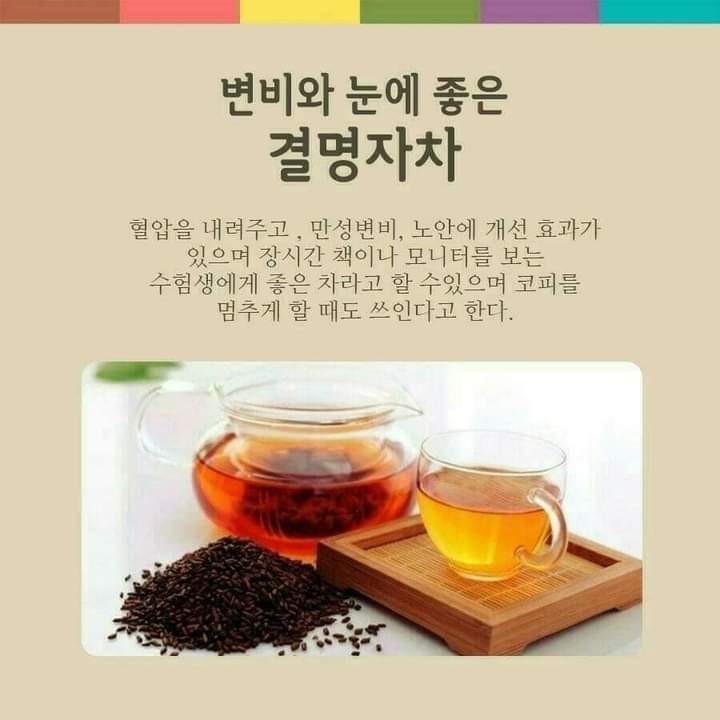 변비와 눈에 좋은
결명자차
혈압을 내려주고 , 만성변비, 노안에 개선 효과가
있으며 장시간 책이나 모니터를 보는
수험생에게 좋은 차라고 할 수있으며 코피를
멈추게 할 때도 쓰인다고 한다.